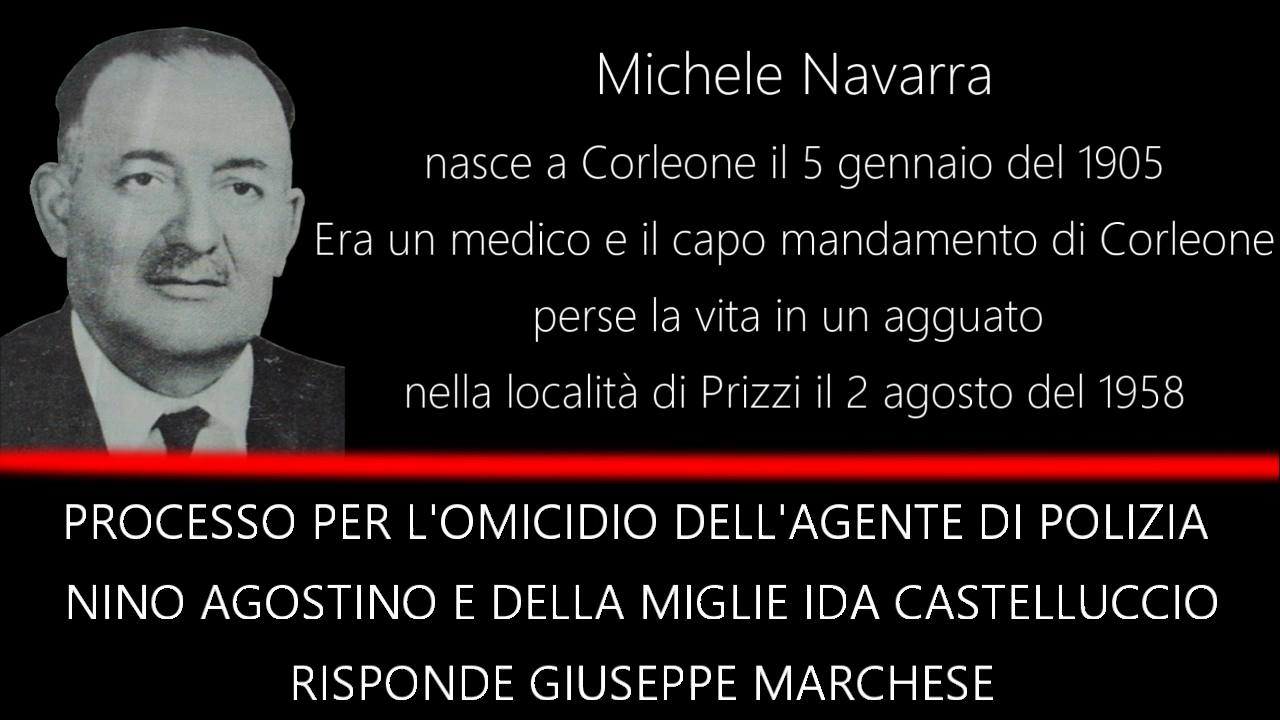 Michele Navarra
nasce a Corleone il 5 gennaio del 1905
Era un medico e il capo mandamento di Corleone
perse la vita in un agguato
nella località di Prizzi il 2 agosto del 1958
PROCESSO PER L'OMICIDIO DELL'AGENTE DI POLIZIA
NINO AGOSTINO E DELLA MIGLIE IDA CASTELLUCCIO
RISPONDE GIUSEPPE MARCHESE